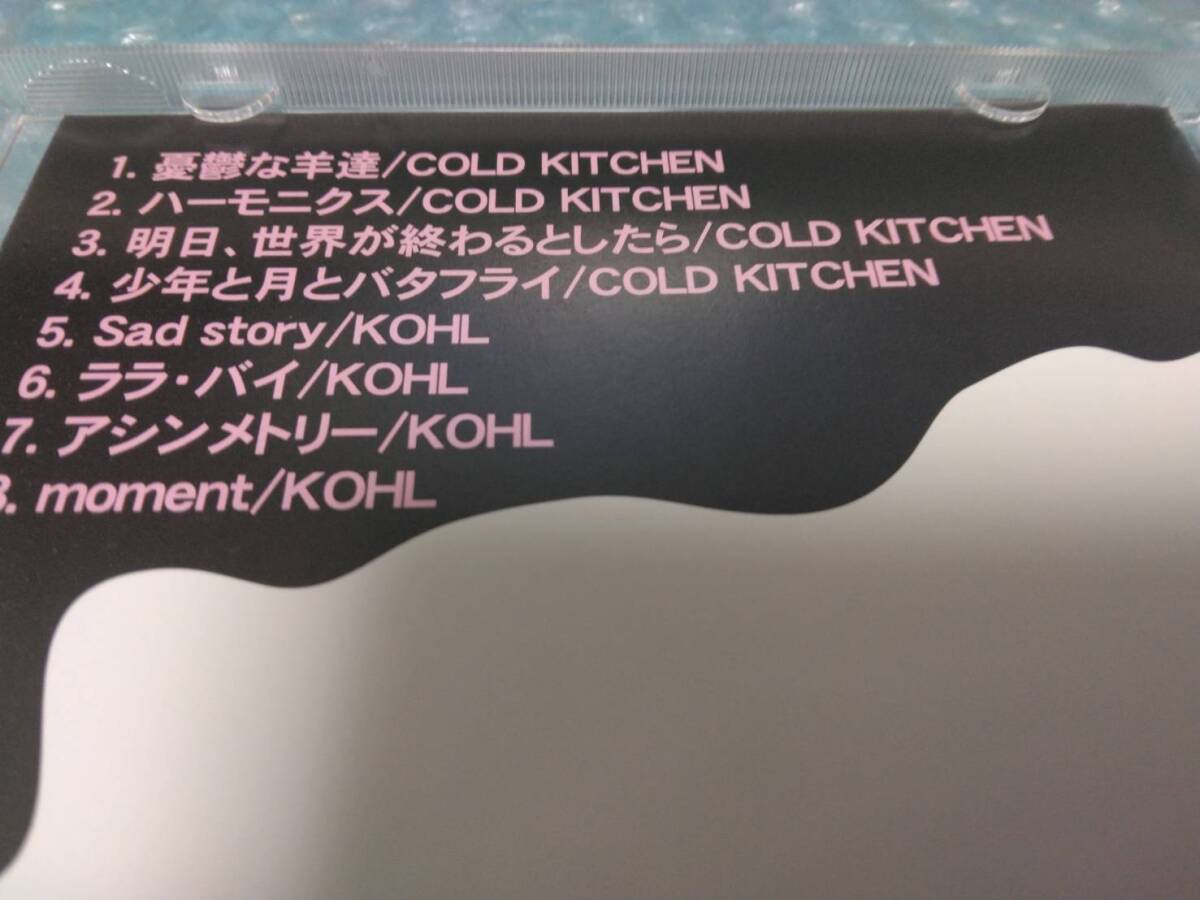 1. 憂鬱な羊達/COLD KITCHEN
2. ハーモニクス/COLD KITCHEN
3. 明日、世界が終わるとしたら/COLD KITCHEN
4. 少年と月とバタフライ/COLD KITCHEN
5. Sad story/KOHL
6. ララ・バイ/KOHL
7. アシンメトリー/KOHL
8. moment/KOHL